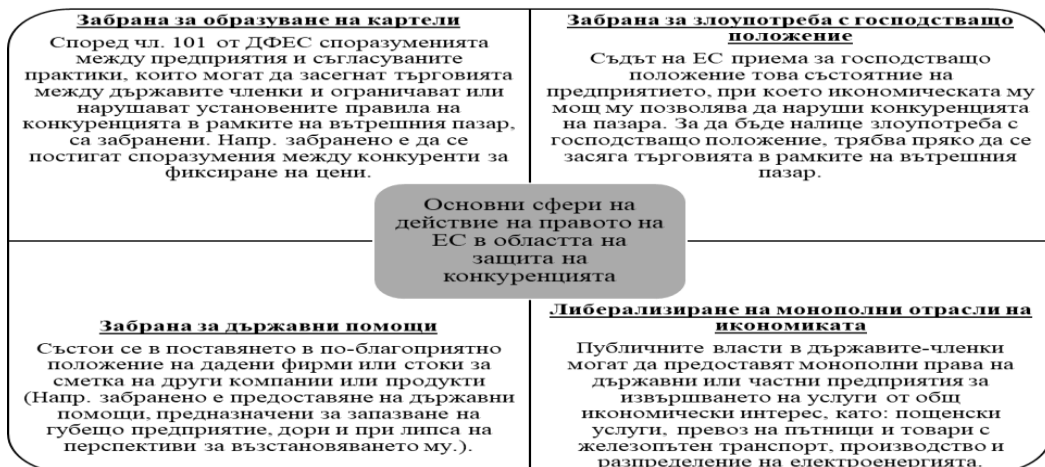 Забрана за образуване на картели
Според чл. 101 от ДФЕС споразуменията
между предприятия и съгласуваните
практики, които могат да засегнат търговията
между държавите членки и ограничават или
нарушават установените правила на
конкуренцията в рамките на вътрешния пазар,
са забранени. Напр. забранено е да се
постигат споразумения между конкуренти за
фиксиране на цени.
Забрана за злоупотреба с господстващо
положение
Съдът на ЕС приема за господстващо
положение това състояние на
предприятието, при което икономическата му
мощ му позволява да наруши конкуренцията
на пазара. За да бъде налице злоупотреба с
господстващо положение, трябва пряко да се
засяга търговията в рамките на вътрешния
пазар.
Основни сфери на
действие на правото на
ЕС в областта на
защита на
конкуренцията
Забрана за държавни помощи
Състои се в поставянето в по-благоприятно
положение на дадени фирми или стоки за
сметка на други компании или продукти
(Напр. забранено е предоставяне на държавни
помощи, предназначени за запазване на
губещо предприятие, дори и при липса на
перспективи за възстановяването му.).
Либерализиране на монополни отрасли на
икономиката
Публичните власти в държавите-членки
могат да предоставят монополни права на
държавни или частни предприятия за
извършването на услуги от общ
икономически интерес, като: пощенски
услуги, превоз на пътници и товари с
железопътен транспорт, производство и
разпределение на електроенергията.